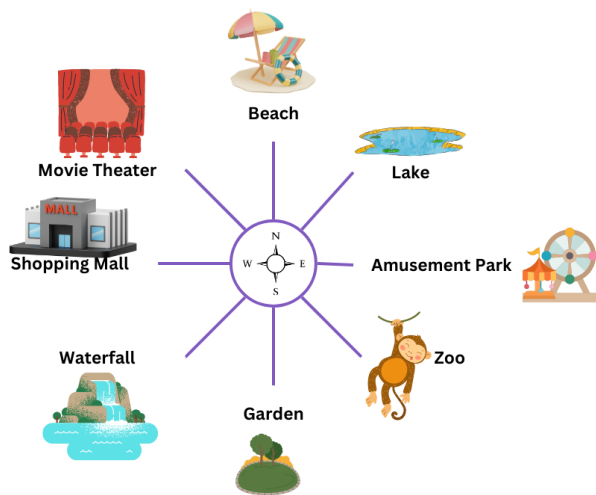 Beach
Movie Theater
Lake
MALL
Shopping Mall
N
W E
S
Amusement Park
Waterfall
Zoo
Garden